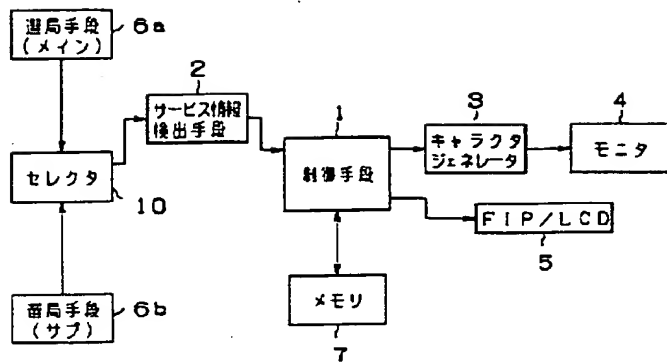 選局手段
(メイン)
6a
2
サービス情報
検出手段
1
制御手段
3
キャラクタ
ジェネレータ
4
モニタ
セレクタ
10
FIP/LCD
5
番局手段
(サブ)
6b
メモリ
7